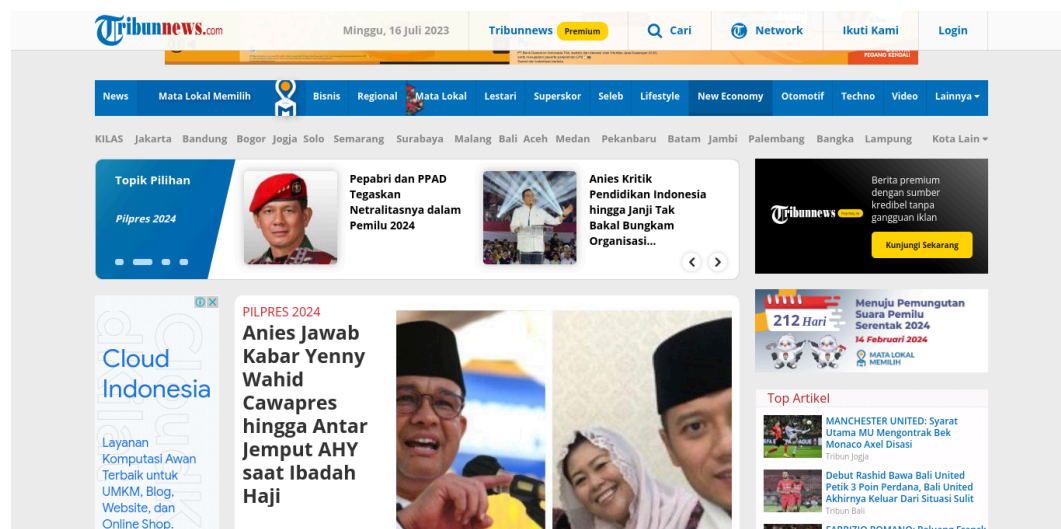 Tribunnews.com
Minggu, 16 Juli 2023
Tribunnews Premium
Cari
Network
Ikuti Kami
Login
PEGANG KENDALI
News Mata Lokal Memilih Bisnis Regional Mata Lokal Lestari Superskor Seleb Lifestyle New Economy Otomotif Techno Video Lainnya
KILAS Jakarta Bandung Bogor Jogja Solo Semarang Surabaya Malang Bali Aceh Medan Pekanbaru Batam Jambi Palembang Bangka Lampung Kota Lain
Topik Pilihan
Pilpres 2024
Pepabri dan PPAD
Tegaskan
Netralitasnya dalam
Pemilu 2024
Anies Kritik
Pendidikan Indonesia
hingga Janji Tak
Bakal Bungkam
Organisasi...
Tribunnews Premium
Berita premium
dengan sumber
kredibel tanpa
gangguan iklan
Kunjungi Sekarang
Cloud
Indonesia
Layanan
Komputasi Awan
Terbaik untuk
UMKM, Blog,
Website, dan
Online Shop.
PILPRES 2024
Anies Jawab
Kabar Yenny
Wahid
Cawapres
hingga Antar
Jemput AHY
saat Ibadah
Haji
212 Hari
Menuju Pemungutan
Suara Pemilu
Serentak 2024
14 Februari 2024
MATA LOKAL
MEMILIH
Top Artikel
MANCHESTER UNITED: Syarat
Utama MU Mengontrak Bek
Monaco Axel Disasi
Tribun Jogja
Debut Rashid Bawa Bali United
Petik 3 Poin Perdana, Bali United
Akhirnya Keluar Dari Situasi Sulit
Tribun Bali
FABRIZIO ROMANO: Peluang Franck